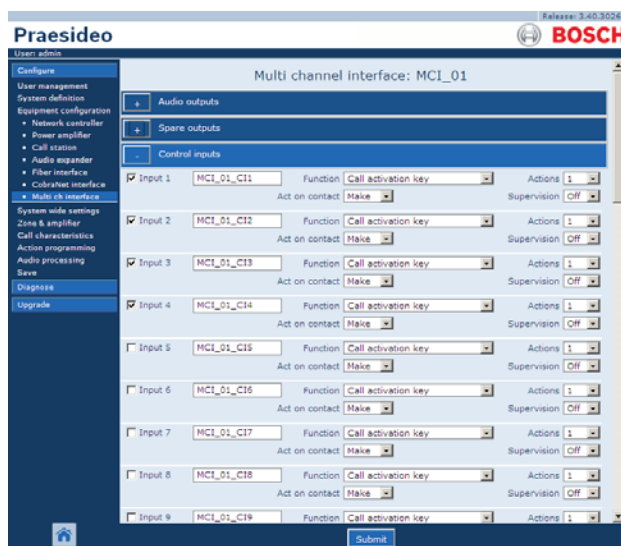 Release: 3.40.3026
Praesideo
BOSCH
User: admin
Configure
User management
System definition
Equipment configuration
Network controller
Power amplifier
Call station
Audio expander
Fiber interface
CobraNet interface
Multi ch interface
System wide settings
Zone & amplifier
Call characteristics
Action programming
Audio processing
Save
Diagnose
Upgrade
Multi channel interface: MCI_01
+ Audio outputs
+ Spare outputs
- Control inputs
Input 1 MCI_01_CI1 Function Call activation key Actions 1
Act on contact Make Supervision Off
Input 2 MCI_01_CI2 Function Call activation key Actions 1
Act on contact Make Supervision Off
Input 3 MCI_01_CI3 Function Call activation key Actions 1
Act on contact Make Supervision Off
Input 4 MCI_01_CI4 Function Call activation key Actions 1
Act on contact Make Supervision Off
Input 5 MCI_01_CI5 Function Call activation key Actions 1
Act on contact Make Supervision Off
Input 6 MCI_01_CI6 Function Call activation key Actions 1
Act on contact Make Supervision Off
Input 7 MCI_01_CI7 Function Call activation key Actions 1
Act on contact Make Supervision Off
Input 8 MCI_01_CI8 Function Call activation key Actions 1
Act on contact Make Supervision Off
Input 9 MCI_01_CI9 Function Call activation key Actions 1
Submit